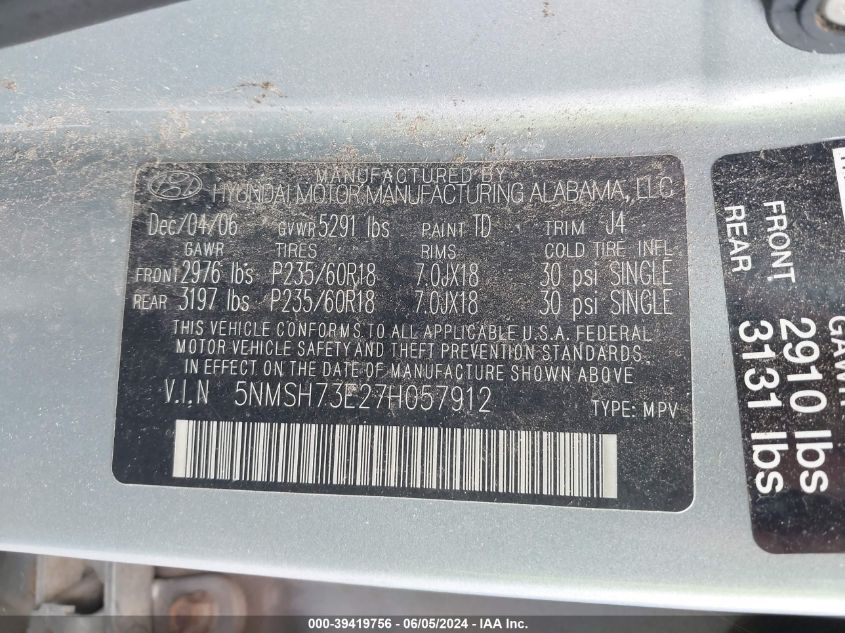 MANUFACTURED BY
HYUNDAI MOTOR MANUFACTURING ALABAMA, LLC
Dec/04/06 GVWR 5291 lbs PAINT TD TRIM J4
GAWR TIRES RIMS COLD TIRE INFL
FRONT 2976 lbs P235/60R18 7.0JX18 30 psi SINGLE
REAR 3197 lbs P235/60R18 7.0JX18 30 psi SINGLE
THIS VEHICLE CONFORMS TO ALL APPLICABLE U.S.A. FEDERAL
MOTOR VEHICLE SAFETY AND THEFT PREVENTION STANDARDS
IN EFFECT ON THE DATE OF MANUFACTURE SHOWN ABOVE
V.I.N 5NMSH73E27H057912 TYPE: MPV
GAWR
FRONT 2910 lbs
REAR 3131 lbs
000-39419756 - 06/05/2024 - IAA Inc.